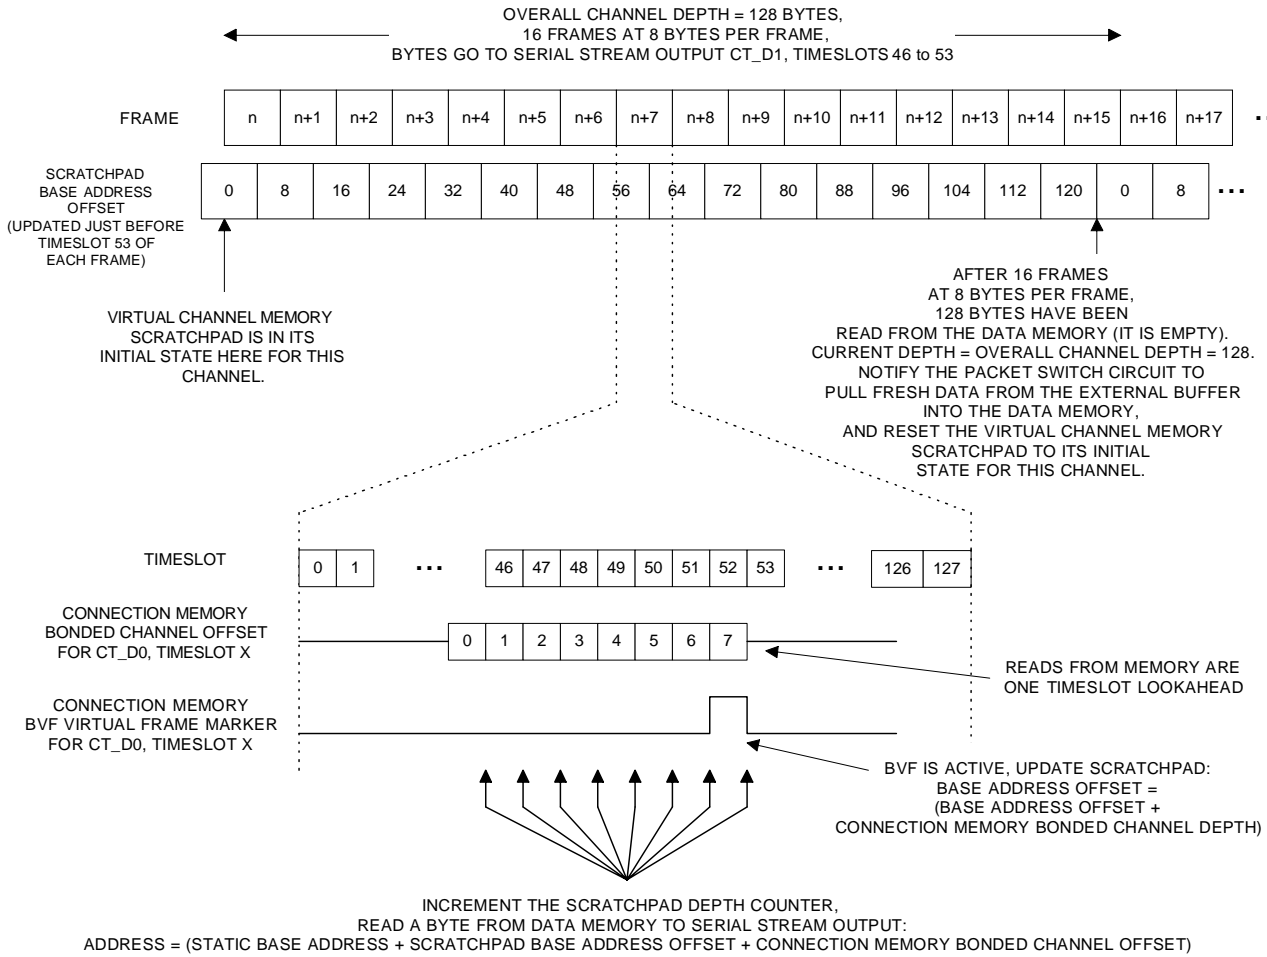 OVERALL CHANNEL DEPTH = 128 BYTES,
16 FRAMES AT 8 BYTES PER FRAME,
BYTES GO TO SERIAL STREAM OUTPUT CT_D1, TIMESLOTS 46 to 53
FRAME n n+1 n+2 n+3 n+4 n+5 n+6 n+7 n+8 n+9 n+10 n+11 n+12 n+13 n+14 n+15 n+16 n+17 ...
SCRATCHPAD
BASE ADDRESS
OFFSET
(UPDATED JUST BEFORE
TIMESLOT 53 OF
EACH FRAME)
0 8 16 24 32 40 48 56 64 72 80 88 96 104 112 120 0 8 ...
VIRTUAL CHANNEL MEMORY
SCRATCHPAD IS IN ITS
INITIAL STATE HERE FOR THIS
CHANNEL.
AFTER 16 FRAMES
AT 8 BYTES PER FRAME,
128 BYTES HAVE BEEN
READ FROM THE DATA MEMORY (IT IS EMPTY).
CURRENT DEPTH = OVERALL CHANNEL DEPTH = 128.
NOTIFY THE PACKET SWITCH CIRCUIT TO
PULL FRESH DATA FROM THE EXTERNAL BUFFER
INTO THE DATA MEMORY,
AND RESET THE VIRTUAL CHANNEL MEMORY
SCRATCHPAD TO ITS INITIAL
STATE FOR THIS CHANNEL.
TIMESLOT 0 1 ... 46 47 48 49 50 51 52 53 ... 126 127
CONNECTION MEMORY
BONDED CHANNEL OFFSET
FOR CT_D0, TIMESLOT X
0 1 2 3 4 5 6 7
READS FROM MEMORY ARE
ONE TIMESLOT LOOKAHEAD
CONNECTION MEMORY
BVF VIRTUAL FRAME MARKER
FOR CT_D0, TIMESLOT X
BVF IS ACTIVE, UPDATE SCRATCHPAD:
BASE ADDRESS OFFSET =
(BASE ADDRESS OFFSET +
CONNECTION MEMORY BONDED CHANNEL DEPTH)
INCREMENT THE SCRATCHPAD DEPTH COUNTER,
READ A BYTE FROM DATA MEMORY TO SERIAL STREAM OUTPUT:
ADDRESS = (STATIC BASE ADDRESS + SCRATCHPAD BASE ADDRESS OFFSET + CONNECTION MEMORY BONDED CHANNEL OFFSET)